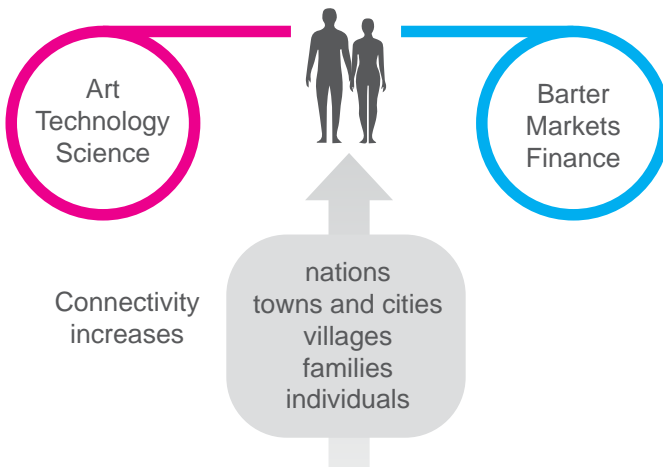 Art
Technology
Science
Barter
Markets
Finance
Connectivity
increases
nations
towns and cities
villages
families
individuals